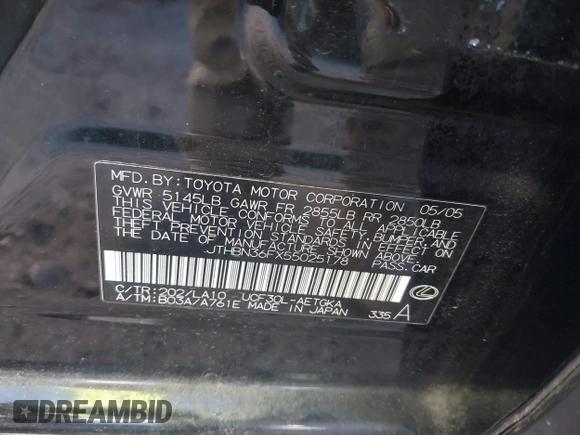 MFD. BY: TOYOTA MOTOR CORPORATION 05/05
GVWR 5145LB GAWR FR 2855LB RR 2850LB
THIS VEHICLE CONFORMS TO ALL APPLICABLE
FEDERAL MOTOR VEHICLE SAFETY, BUMPER, AND
THEFT PREVENTION STANDARDS IN EFFECT ON
THE DATE OF MANUFACTURE SHOWN ABOVE.
JTHBN36FX55025178 PASS. CAR
C/TR: 202/LA10 UCF30L-AETGKA
A/TM: B03A/A761E MADE IN JAPAN 335 A
DREAMBID